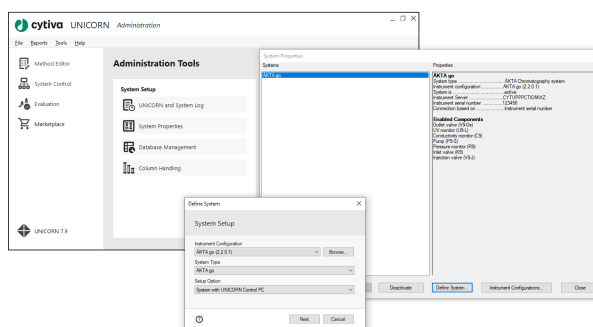 cytiva UNICORN Administration
File Reports Tools Help
Method Editor
System Control
Evaluation
Marketplace
UNICORN 7.9
Administration Tools
System Setup
UNICORN and System Log
System Properties
Database Management
Column Handling
System Properties
Systems
ÄKTA go
Properties
ÄKTA go
System type ... ÄKTA Chromatography system
Instrument configuration ... ÄKTA go (2.2.0.1)
System is ... active
Instrument Server
Instrument serial number ... 123456
Connection based on ... Instrument serial number
Enabled Components
Outlet valve (V9-Os)
UV monitor (U9-L)
Conductivity monitor (C9)
Pump (P9-S)
Pressure monitor (R9)
Inlet valve (K9)
Injection valve (V9-J)
Deactivate Define System... Instrument Configurations... Close
Define System
System Setup
Instrument Configuration
ÄKTA go (2.2.0.1) Browse...
System Type
ÄKTA go
Setup Option
System with UNICORN Control PC
Next Cancel